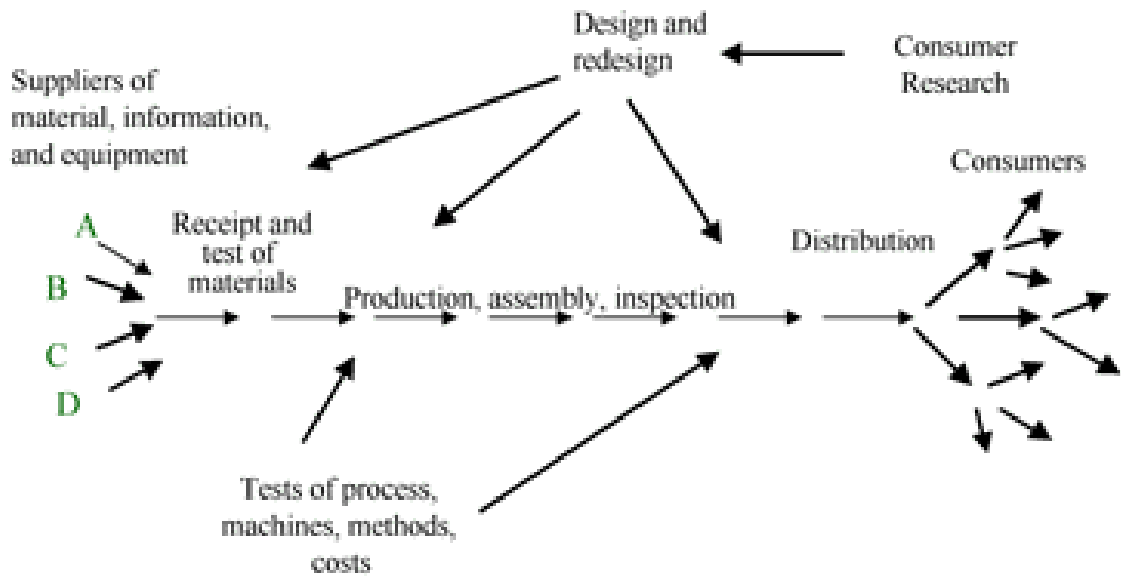 Design and
redesign
Consumer
Research
Suppliers of
material, information,
and equipment
Consumers
A
Receipt and
test of
materials
Distribution
B
Production, assembly, inspection
C
D
Tests of process,
machines, methods,
costs